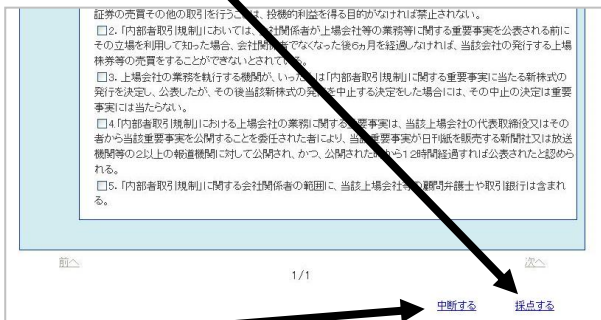 証券の売買その他の取引を行うことは、投機的利益を得る目的がなければ禁止されない。
□2.「内部者取引規制」においては、会社関係者が上場会社等の業務等に関する重要事実を公表される前に
その立場を利用して知った場合、会社関係者でなくなった後6ヵ月を経過しなければ、当該会社の発行する上場
株券等の売買をすることができないとされている。
□3. 上場会社の業務を執行する機関が、いったんは「内部者取引規制」に関する重要事実に当たる新株式の
発行を決定し、公表したが、その後当該新株式の発行を中止する決定をした場合には、その中止の決定は重要
事実には当たらない。
□4.「内部者取引規制」における上場会社の業務に関する重要事実は、当該上場会社の代表取締役又はその
者から当該重要事実を公開することを委任された者により、当該重要事実が日刊紙を販売する新聞社又は放送
機関等の2以上の報道機関に対して公開され、かつ、公開された時から12時間経過すれば公表されたと認めら
れる。
□5.「内部者取引規制」に関する会社関係者の範囲に、当該上場会社等の顧問弁護士や取引銀行は含まれ
る。
前へ 次へ
1/1
中断する 採点する